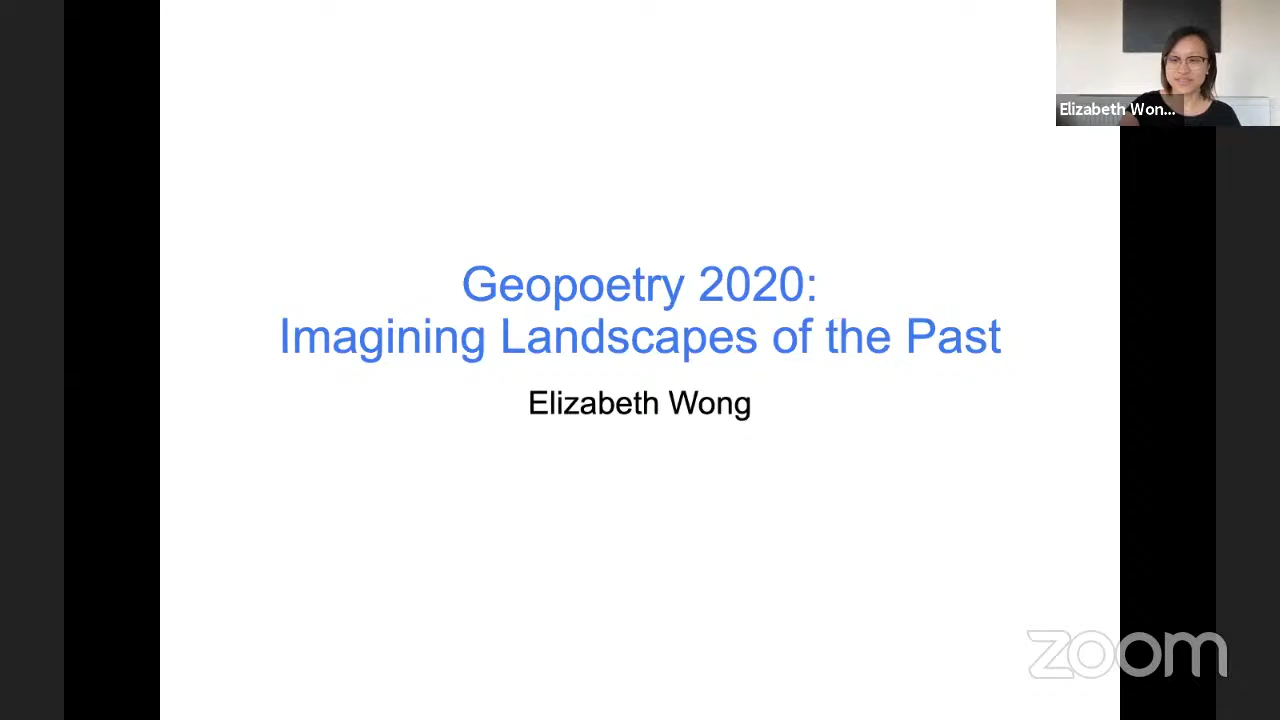 Elizabeth Won...
Geopoetry 2020:
Imagining Landscapes of the Past
Elizabeth Wong
zoom